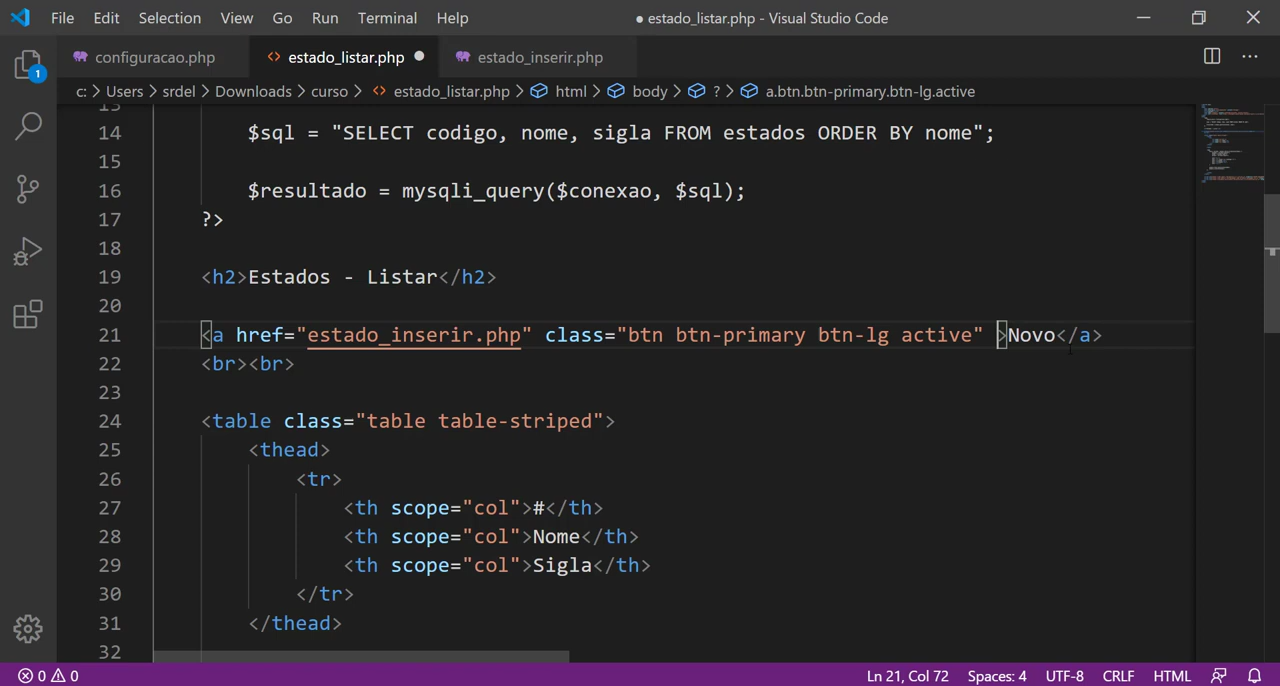 File Edit Selection View Go Run Terminal Help ● estado_listar.php - Visual Studio Code
configuracao.php estado_listar.php ● estado_inserir.php
1
c: > Users > srdel > Downloads > curso > estado_listar.php > html > body > ? > a.btn.btn-primary.btn-lg.active
13
14 $sql = "SELECT codigo, nome, sigla FROM estados ORDER BY nome";
15
16 $resultado = mysqli_query($conexao, $sql);
17 ?>
18
19 <h2>Estados - Listar</h2>
20
21 <a href="estado_inserir.php" class="btn btn-primary btn-lg active" >Novo</a>
22 <br><br>
23
24 <table class="table table-striped">
25 <thead>
26 <tr>
27 <th scope="col">#</th>
28 <th scope="col">Nome</th>
29 <th scope="col">Sigla</th>
30 </tr>
31 </thead>
32
0 0 Ln 21, Col 72 Spaces: 4 UTF-8 CRLF HTML